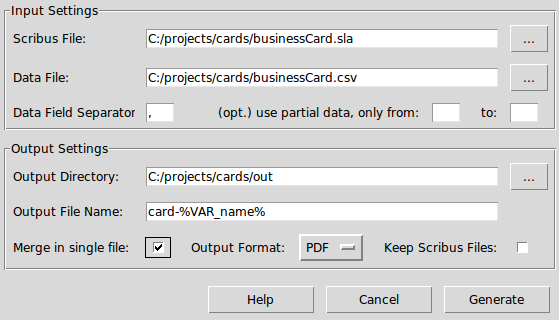 Input Settings
Scribus File: C:/projects/cards/businessCard.sla ...
Data File: C:/projects/cards/businessCard.csv ...
Data Field Separator , (opt.) use partial data, only from: to:
Output Settings
Output Directory: C:/projects/cards/out ...
Output File Name: card-%VAR_name%
Merge in single file: Output Format: PDF Keep Scribus Files:
Help Cancel Generate